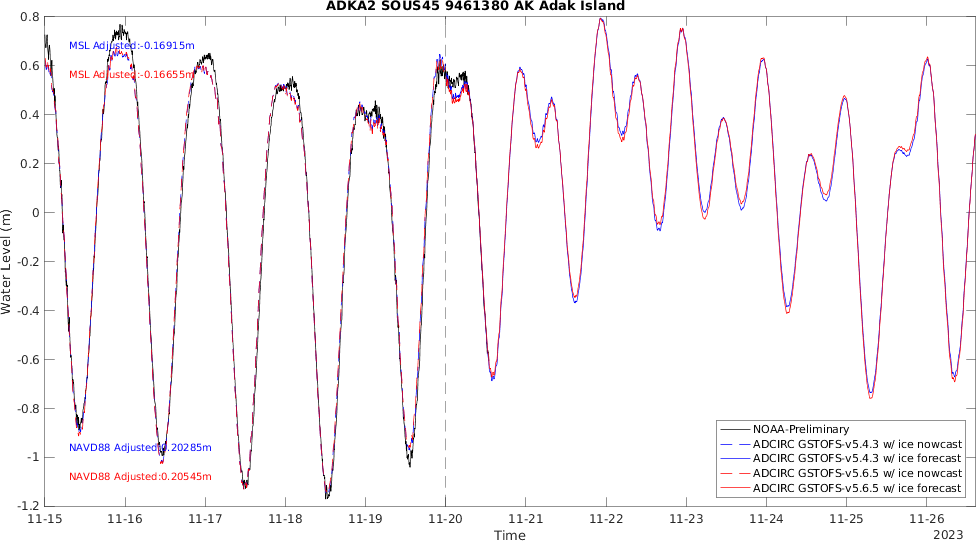 ADKA2 SOUS45 9461380 AK Adak Island
0.8
0.6
0.4
0.2
0
-0.2
-0.4
-0.6
-0.8
-1
-1.2
Water Level (m)
MSL Adjusted:-0.16915m
MSL Adjusted:-0.16655m
NAVD88 Adjusted:0.20285m
NAVD88 Adjusted:0.20545m
NOAA-Preliminary
ADCIRC GSTOFS-v5.4.3 w/ ice nowcast
ADCIRC GSTOFS-v5.4.3 w/ ice forecast
ADCIRC GSTOFS-v5.6.5 w/ ice nowcast
ADCIRC GSTOFS-v5.6.5 w/ ice forecast
11-15 11-16 11-17 11-18 11-19 11-20 11-21 11-22 11-23 11-24 11-25 11-26
Time
2023